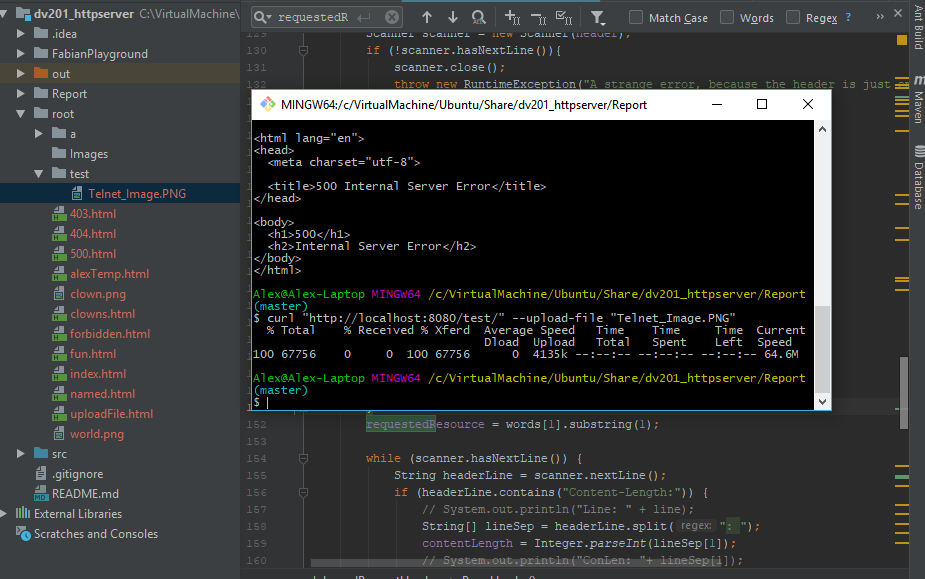 dv201_httpserver C:\VirtualMachine\
.idea
FabianPlayground
out
Report
root
a
Images
test
Telnet_Image.PNG
403.html
404.html
500.html
alexTemp.html
clown.png
clowns.html
forbidden.html
fun.html
index.html
named.html
uploadFile.html
world.png
src
.gitignore
README.md
External Libraries
Scratches and Consoles
requestedR
Match Case
Words
Regex ?
Scanner scanner = new Scanner(header);
130 if (!scanner.hasNextLine()){
131 scanner.close();
132 throw new RuntimeException("A strange error, because the header is just
MINGW64:/c/VirtualMachine/Ubuntu/Share/dv201_httpserver/Report
<html lang="en">
<head>
<meta charset="utf-8">
<title>500 Internal Server Error</title>
</head>
<body>
<h1>500</h1>
<h2>Internal Server Error</h2>
</body>
</html>
Alex@Alex-Laptop MINGW64 /c/VirtualMachine/Ubuntu/Share/dv201_httpserver/Report
(master)
$ curl "http://localhost:8080/test/" --upload-file "Telnet_Image.PNG"
% Total % Received % Xferd Average Speed Time Time Time Current
Dload Upload Total Spent Left Speed
100 67756 0 0 100 67756 0 4135k --:--:-- --:--:-- --:--:-- 64.6M
Alex@Alex-Laptop MINGW64 /c/VirtualMachine/Ubuntu/Share/dv201_httpserver/Report
(master)
$
152 requestedResource = words[1].substring(1);
153
154 while (scanner.hasNextLine()) {
155 String headerLine = scanner.nextLine();
156 if (headerLine.contains("Content-Length:")) {
157 // System.out.println("Line: " + line);
158 String[] lineSep = headerLine.split( regex: ": ");
159 contentLength = Integer.parseInt(lineSep[1]);
160 // System.out.println("ConLen: "+ lineSep[1]);
Ant Build
Maven
Database